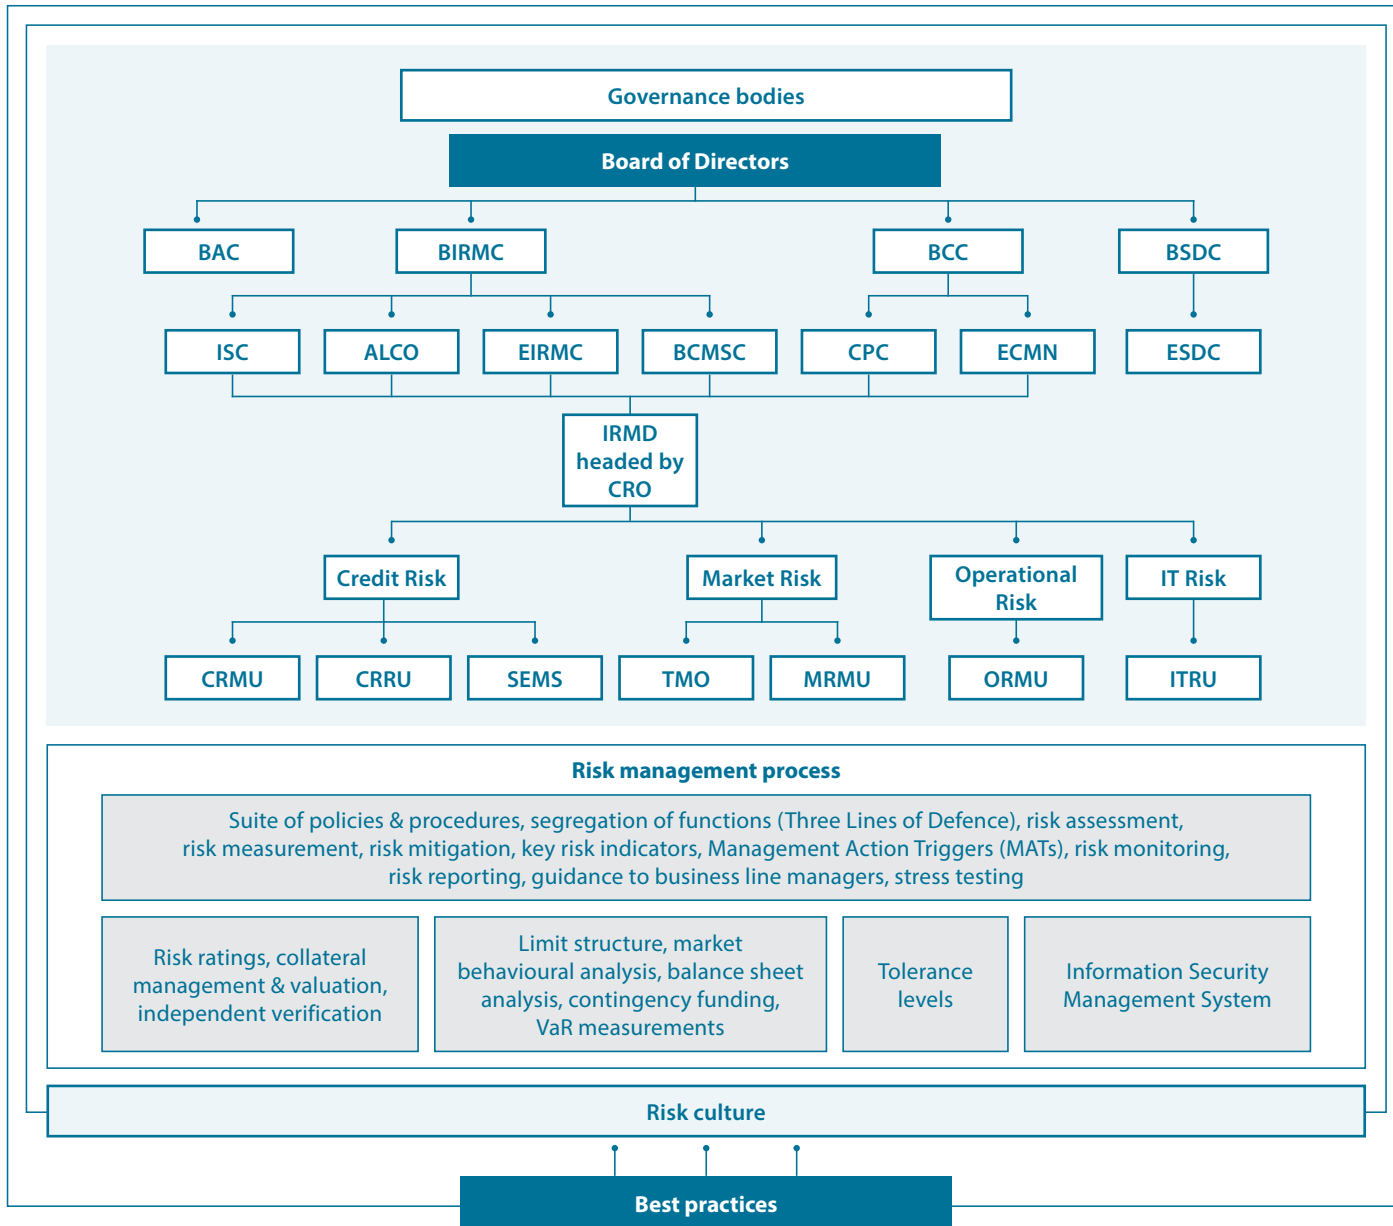 Governance bodies
Board of Directors
BAC
BIRMC
BCC
BSDC
ISC
ALCO
EIRMC
BCMSC
CPC
ECMN
ESDC
IRMD
headed by
CRO
Credit Risk
Market Risk
Operational
Risk
IT Risk
CRMU
CRRU
SEMS
TMO
MRMU
ORMU
ITRU
Risk management process
Suite of policies & procedures, segregation of functions (Three Lines of Defence), risk assessment,
risk measurement, risk mitigation, key risk indicators, Management Action Triggers (MATs), risk monitoring,
risk reporting, guidance to business line managers, stress testing
Risk ratings, collateral
management & valuation,
independent verification
Limit structure, market
behavioural analysis, balance sheet
analysis, contingency funding,
VaR measurements
Tolerance
levels
Information Security
Management System
Risk culture
Best practices